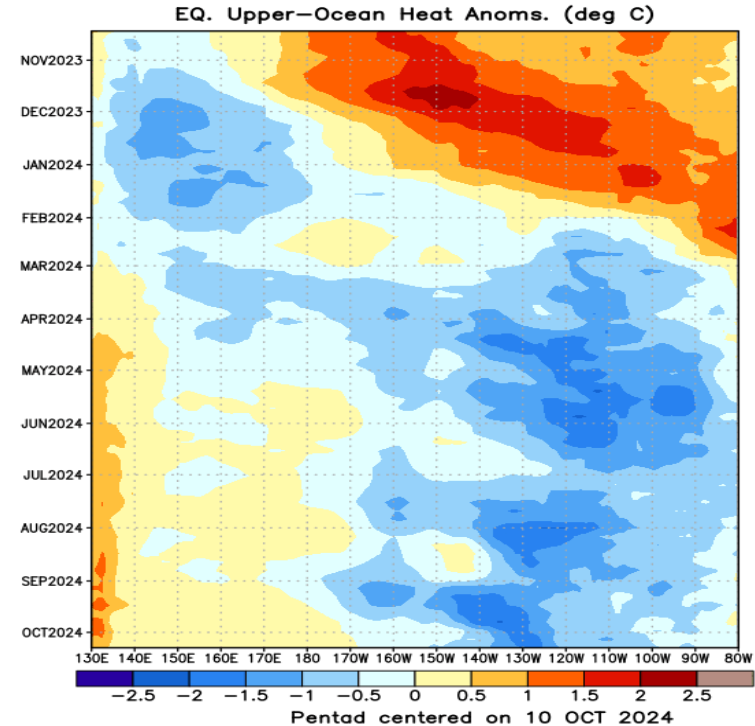 EQ. Upper-Ocean Heat Anoms. (deg C)
NOV2023
DEC2023
JAN2024
FEB2024
MAR2024
APR2024
MAY2024
JUN2024
JUL2024
AUG2024
SEP2024
OCT2024
130E 140E 150E 160E 170E 180 170W 160W 150W 140W 130W 120W 110W 100W 90W 80W
-2.5 -2 -1.5 -1 -0.5 0 0.5 1 1.5 2 2.5
Pentad centered on 10 OCT 2024